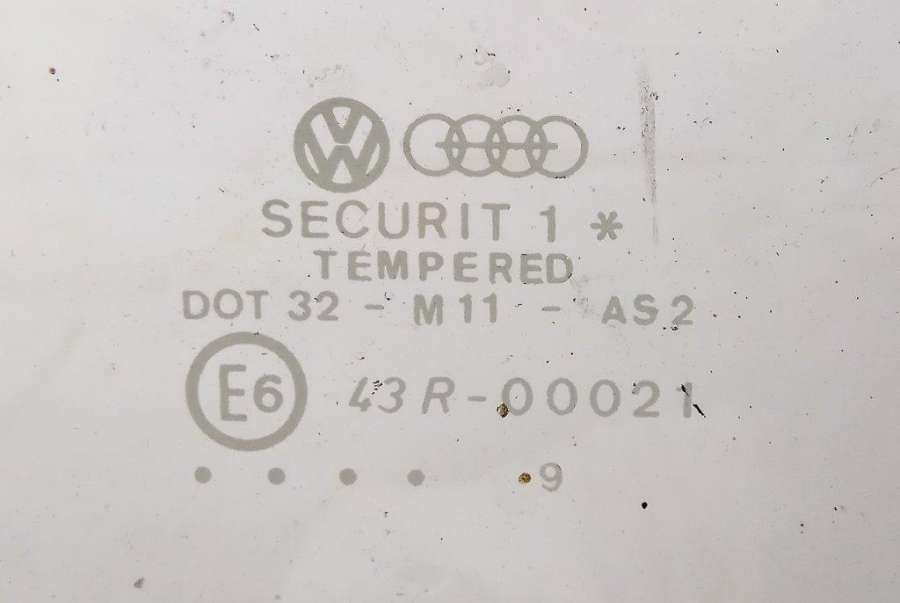 SECURIT 1 *
TEMPERED
DOT 32 - M11 - AS2
E6 43R-00021
• • • • • 9